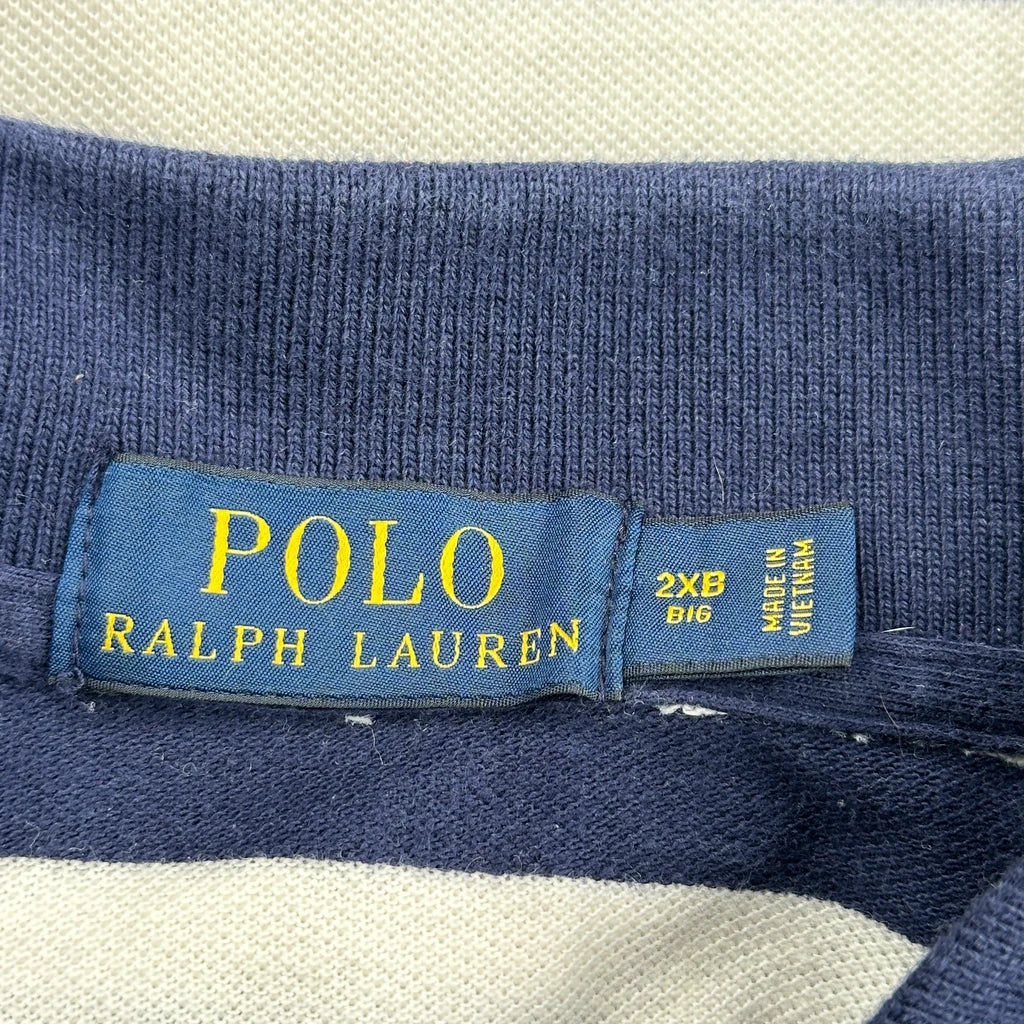 POLO
RALPH LAUREN
2XB
BIG
MADE IN
VIETNAM